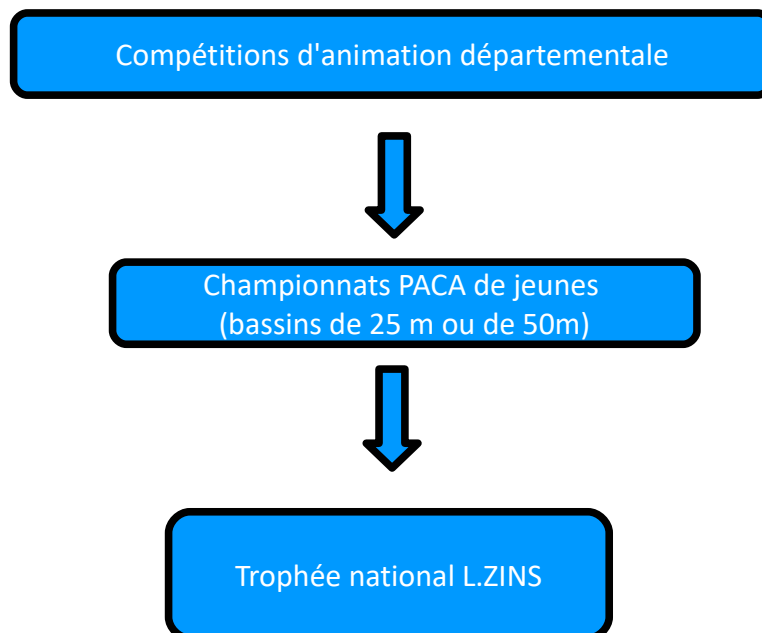 Compétitions d'animation départementale
Championnats PACA de jeunes
(bassins de 25 m ou de 50m)
Trophée national L.ZINS